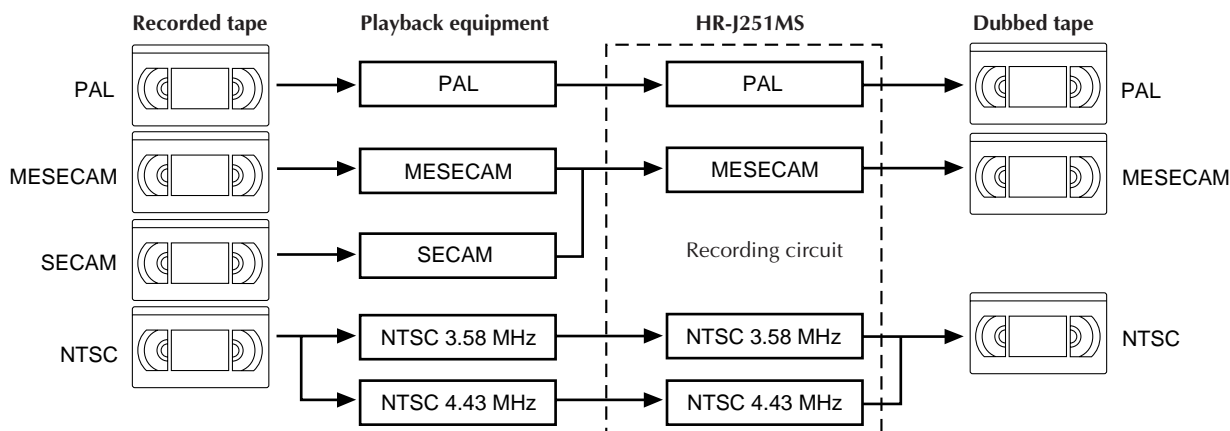 Recorded tape
Playback equipment
HR-J251MS
Dubbed tape
PAL
PAL
PAL
PAL
MESECAM
MESECAM
MESECAM
MESECAM
SECAM
SECAM
Recording circuit
NTSC
NTSC 3.58 MHz
NTSC 3.58 MHz
NTSC
NTSC 4.43 MHz
NTSC 4.43 MHz